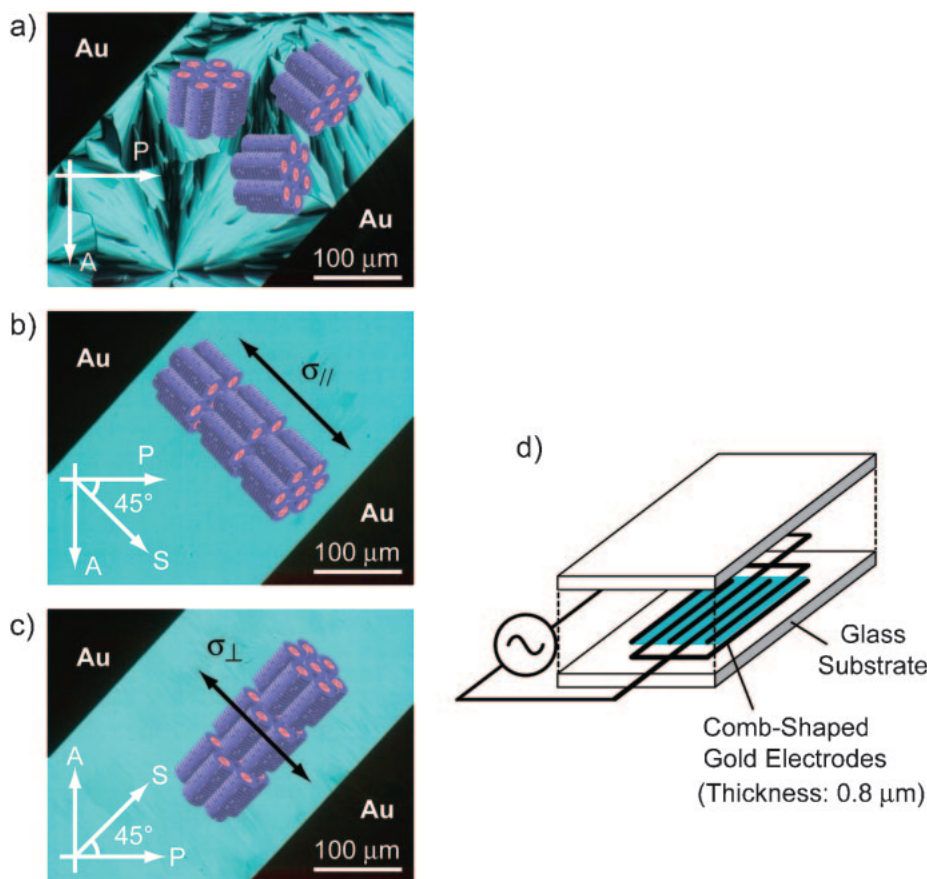 a)
Au
P
A
Au
100 μm
b)
Au
σ//
P
45°
A
S
Au
100 μm
c)
Au
σ⊥
A
S
45°
P
Au
100 μm
d)
Glass
Substrate
Comb-Shaped
Gold Electrodes
(Thickness: 0.8 μm)